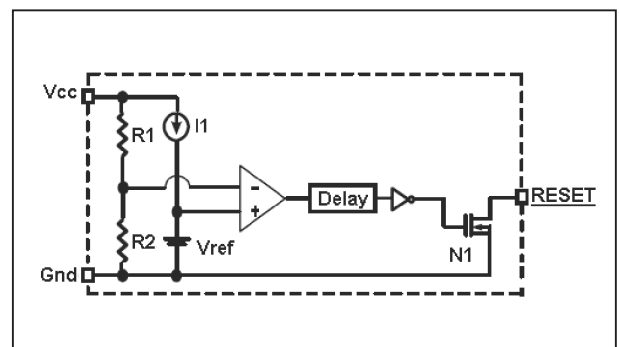 Vcc
R1
I1
-
+
Delay
RESET
R2
Vref
N1
Gnd